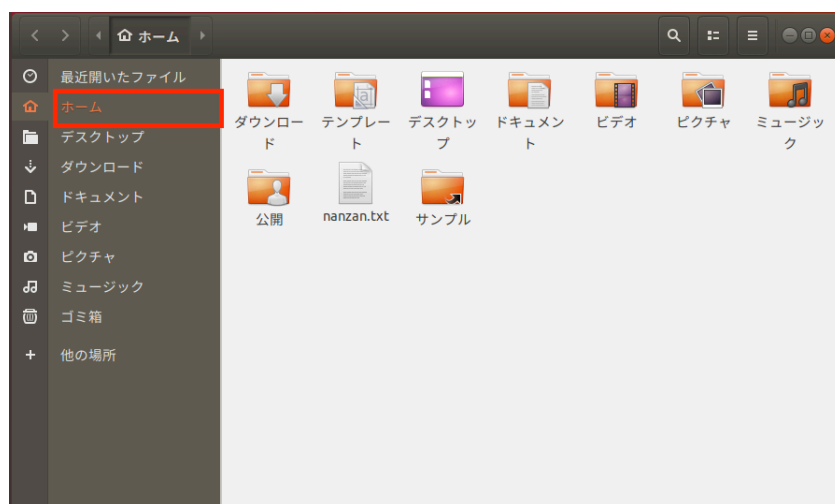 ホーム
最近開いたファイル
ホーム
デスクトップ
ダウンロード
ドキュメント
ビデオ
ピクチャ
ミュージック
ゴミ箱
他の場所
ダウンロー
ド
テンプレー
ト
デスクトッ
プ
ドキュメン
ト
ビデオ
ピクチャ
ミュージッ
ク
公開
nanzan.txt
サンプル